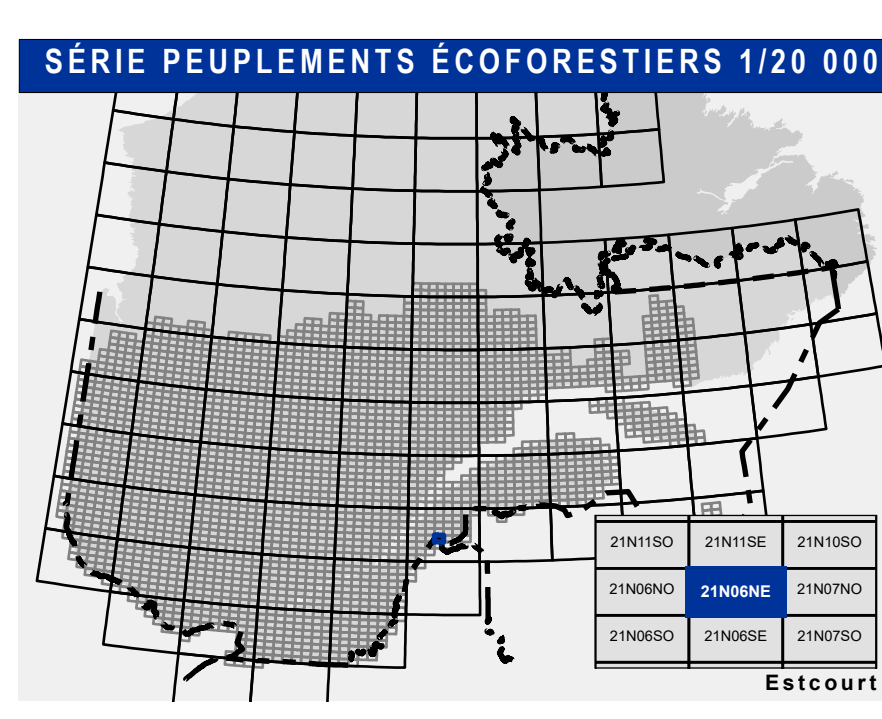 SÉRIE PEUPLEMENTS ÉCOFORESTIERS 1/20 000
21N11SO 21N11SE 21N10SO
21N06NO 21N06NE 21N07NO
21N06SO 21N06SE 21N07SO
Estcourt